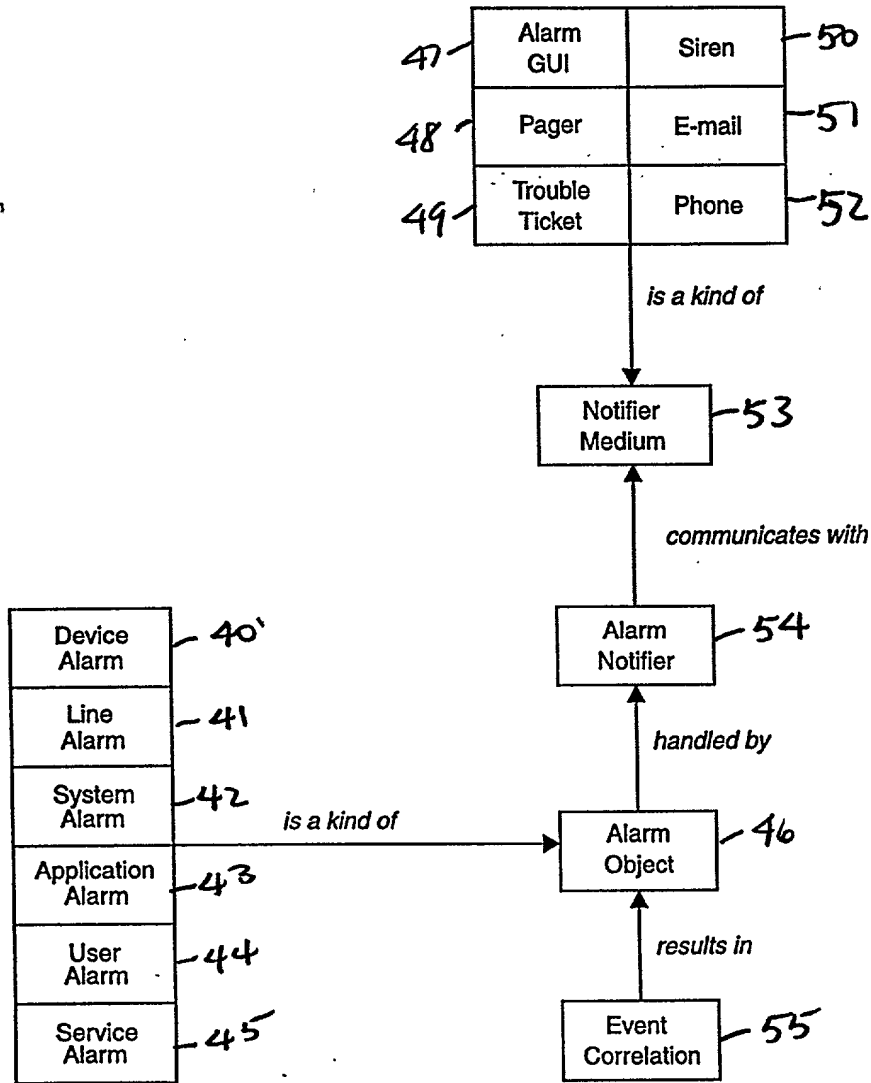 47
Alarm
GUI
Siren
50
48
Pager
E-mail
51
49
Trouble
Ticket
Phone
52
is a kind of
Notifier
Medium
53
communicates with
Device
Alarm
40'
Alarm
Notifier
54
Line
Alarm
41
handled by
System
Alarm
42
is a kind of
Alarm
Object
46
Application
Alarm
43
User
Alarm
44
results in
Service
Alarm
45
Event
Correlation
55